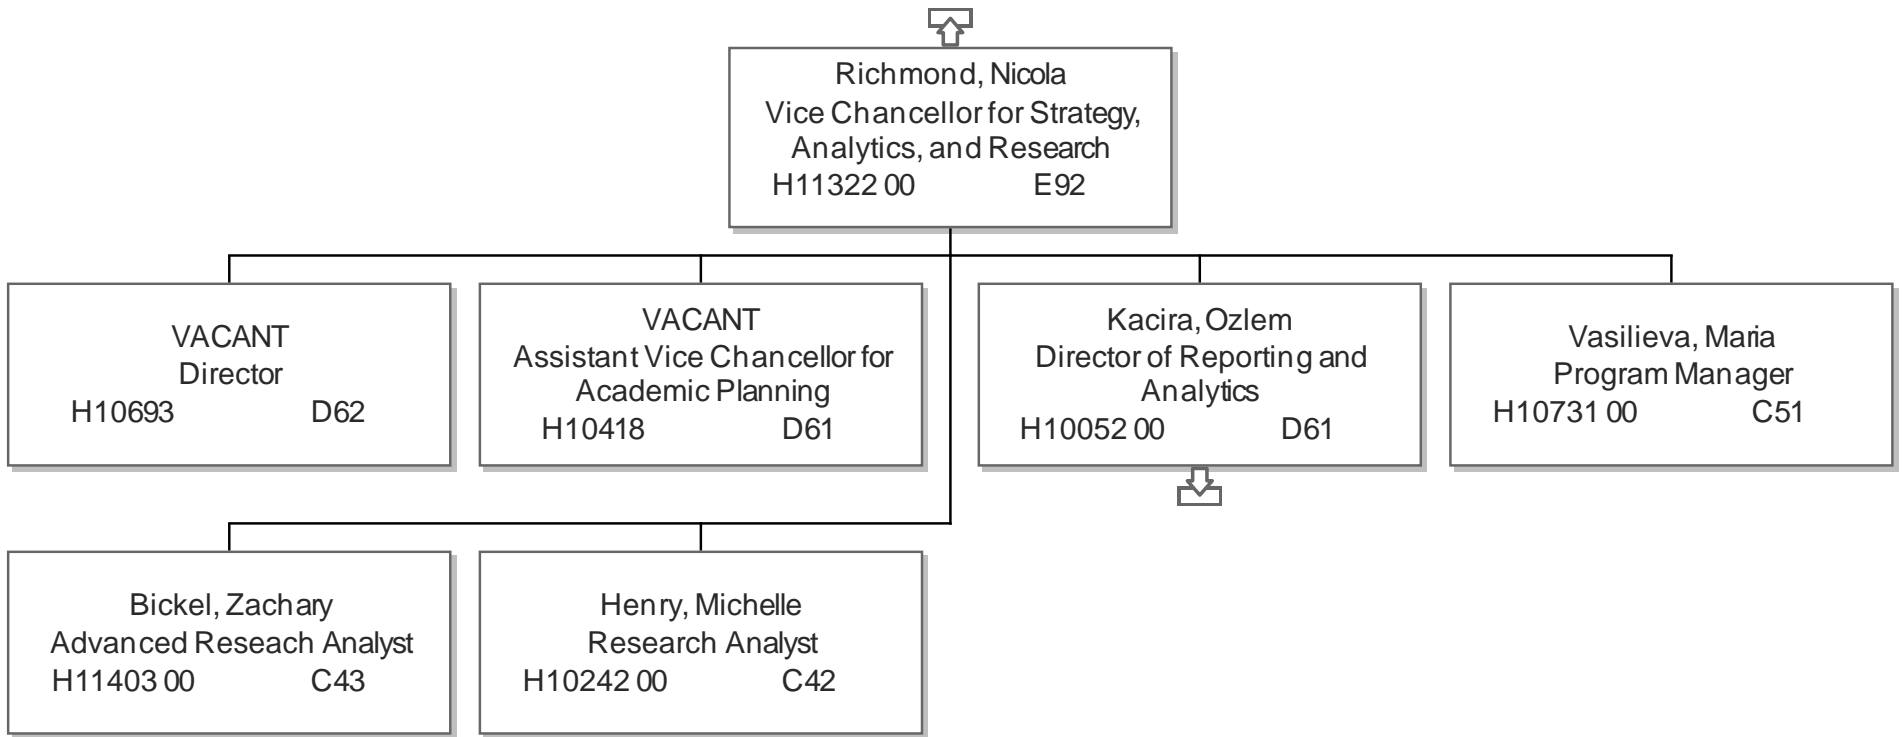 Richmond, Nicola
Vice Chancellor for Strategy,
Analytics, and Research
H11322 00 E92
VACANT
Director
H10693 D62
VACANT
Assistant Vice Chancellor for
Academic Planning
H10418 D61
Kacira, Ozlem
Director of Reporting and
Analytics
H10052 00 D61
Vasilieva, Maria
Program Manager
H10731 00 C51
Bickel, Zachary
Advanced Reseach Analyst
H11403 00 C43
Henry, Michelle
Research Analyst
H10242 00 C42